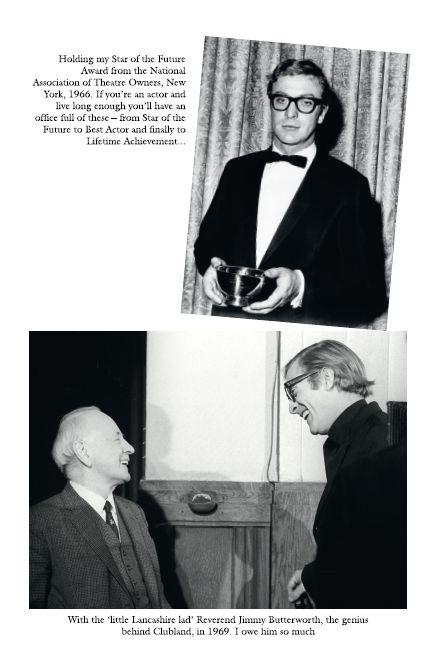 Holding my Star of the Future
Award from the National
Association of Theatre Owners, New
York, 1966. If you're an actor and
live long enough you'll have an
office full of these – from Star of the
Future to Best Actor and finally to
Lifetime Achievement...
With the ‘little Lancashire lad’ Reverend Jimmy Butterworth, the genius
behind Clubland, in 1969. I owe him so much